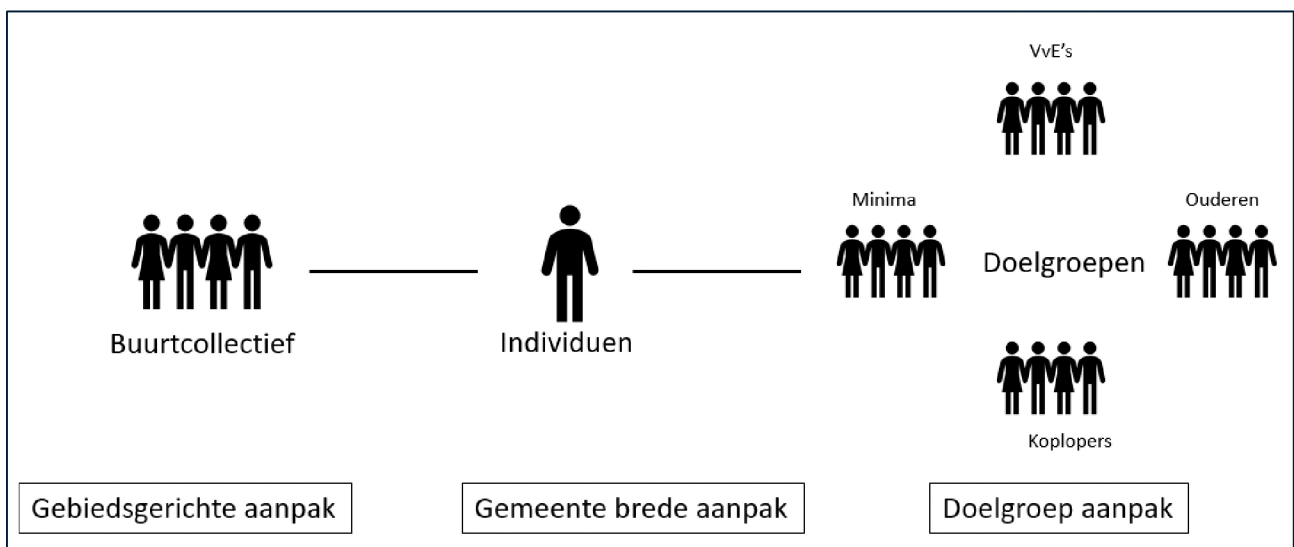 VvE's
Minima
Ouderen
Doelgroepen
Buurtcollectief
Individuen
Koplopers
Gebiedsgerichte aanpak
Gemeente brede aanpak
Doelgroep aanpak